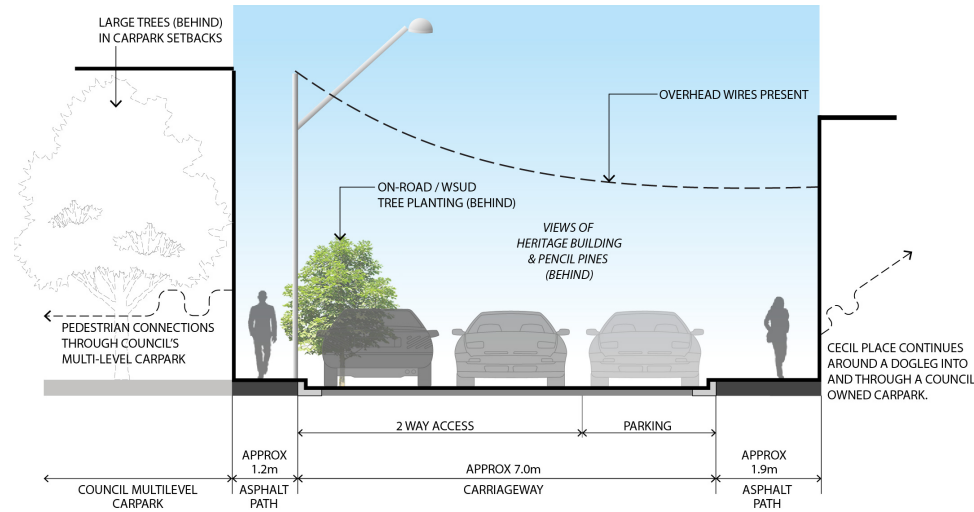 LARGE TREES (BEHIND)
IN CARPARK SETBACKS
OVERHEAD WIRES PRESENT
ON-ROAD / WSUD
TREE PLANTING (BEHIND)
VIEWS OF
HERITAGE BUILDING
& PENCIL PINES
(BEHIND)
PEDESTRIAN CONNECTIONS
THROUGH COUNCIL'S
MULTI-LEVEL CARPARK
CECIL PLACE CONTINUES
AROUND A DOGLEG INTO
AND THROUGH A COUNCIL
OWNED CARPARK.
2 WAY ACCESS
PARKING
APPROX
1.2m
APPROX 7.0m
APPROX
1.9m
COUNCIL MULTILEVEL
CARPARK
ASPHALT
PATH
CARRIAGEWAY
ASPHALT
PATH